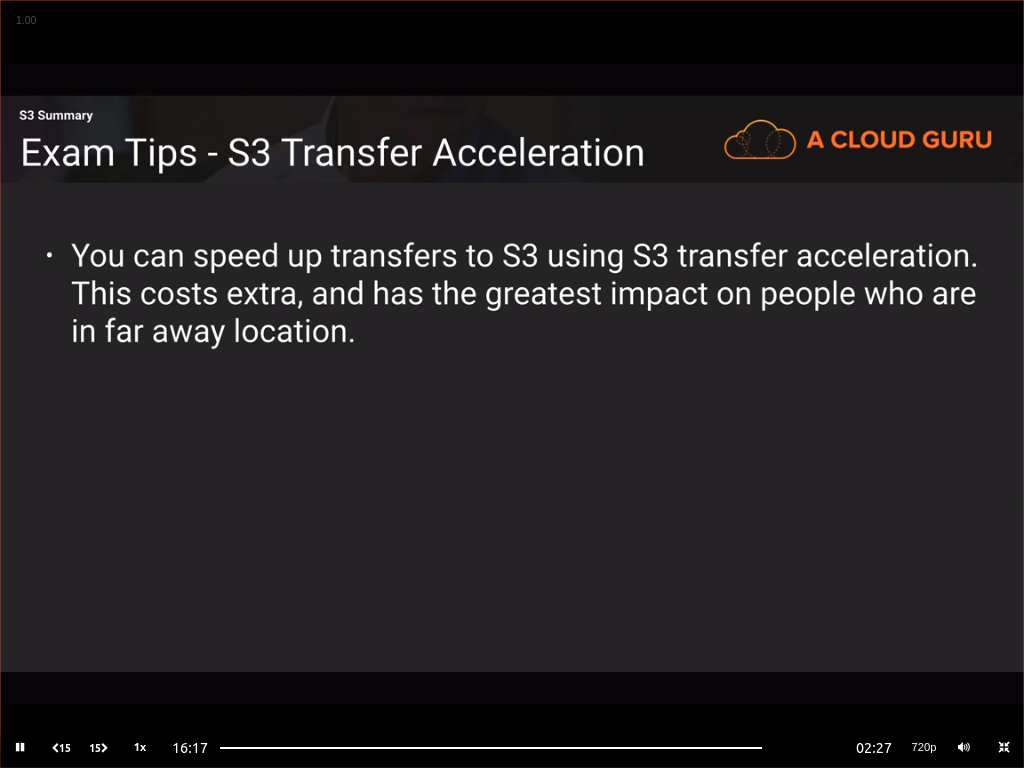 1.00
S3 Summary
Exam Tips - S3 Transfer Acceleration
A CLOUD GURU
• You can speed up transfers to S3 using S3 transfer acceleration.
This costs extra, and has the greatest impact on people who are
in far away location.
15 15 1x 16:17 02:27 720p